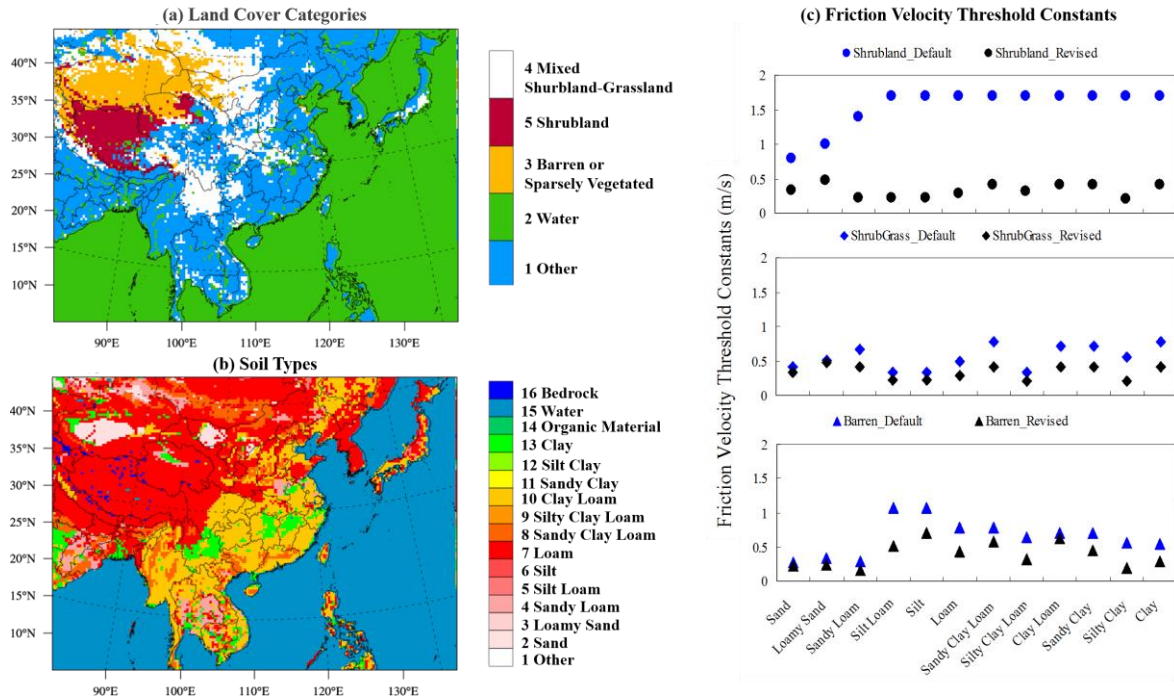 (a) Land Cover Categories
40°N
35°N
30°N
25°N
20°N
15°N
10°N
90°E
100°E
110°E
120°E
130°E
4 Mixed
Shurbland-Grassland
5 Shrubland
3 Barren or
Sparsely Vegetated
2 Water
1 Other
(b) Soil Types
40°N
35°N
30°N
25°N
20°N
15°N
10°N
90°E
100°E
110°E
120°E
130°E
16 Bedrock
15 Water
14 Organic Material
13 Clay
12 Silt Clay
11 Sandy Clay
10 Clay Loam
9 Silty Clay Loam
8 Sandy Clay Loam
7 Loam
6 Silt
5 Silt Loam
4 Sandy Loam
3 Loamy Sand
2 Sand
1 Other
(c) Friction Velocity Threshold Constants
Friction Velocity Threshold Constants (m/s)
Shrubland_Default
Shrubland_Revised
2
1.5
1
0.5
0
ShrubGrass_Default
ShrubGrass_Revised
2
1.5
1
0.5
0
Barren_Default
Barren_Revised
2
1.5
1
0.5
0
Sand
Loamy Sand
Sandy Loam
Silt Loam
Silt
Loam
Sandy Clay Loam
Silty Clay Loam
Clay Loam
Sandy Clay
Silty Clay
Clay